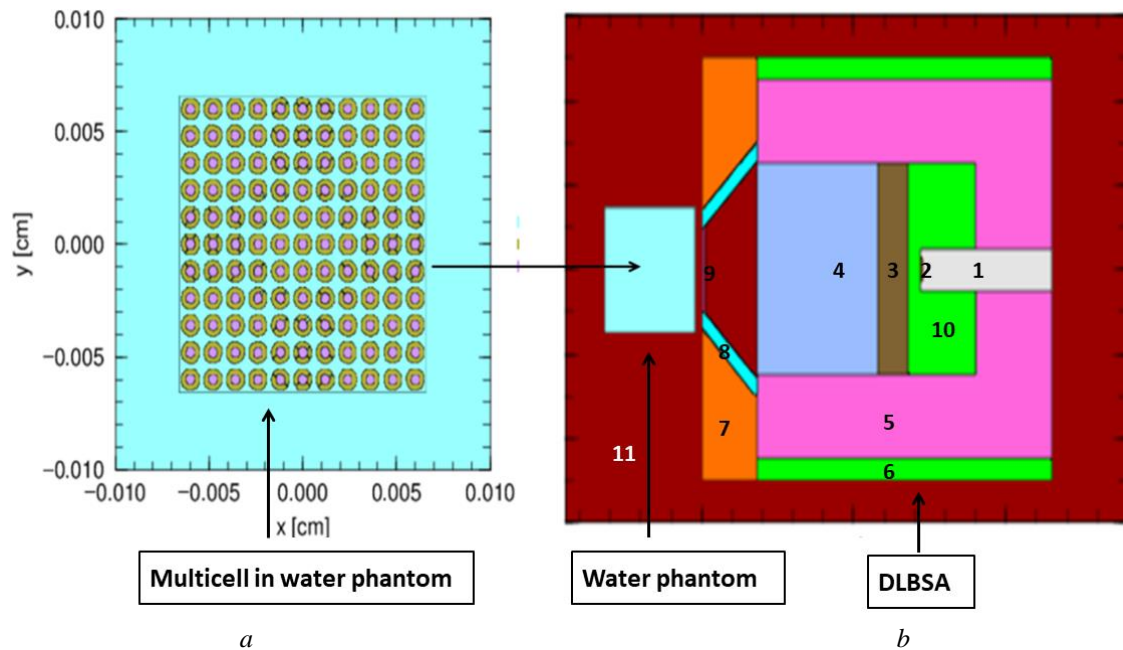 0.010
0.005
0.000
−0.005
−0.010
y [cm]
−0.010 −0.005 0.000 0.005 0.010
x [cm]
Multicell in water phantom
a
1
2
3
4
5
6
7
8
9
10
11
Water phantom
DLBSA
b